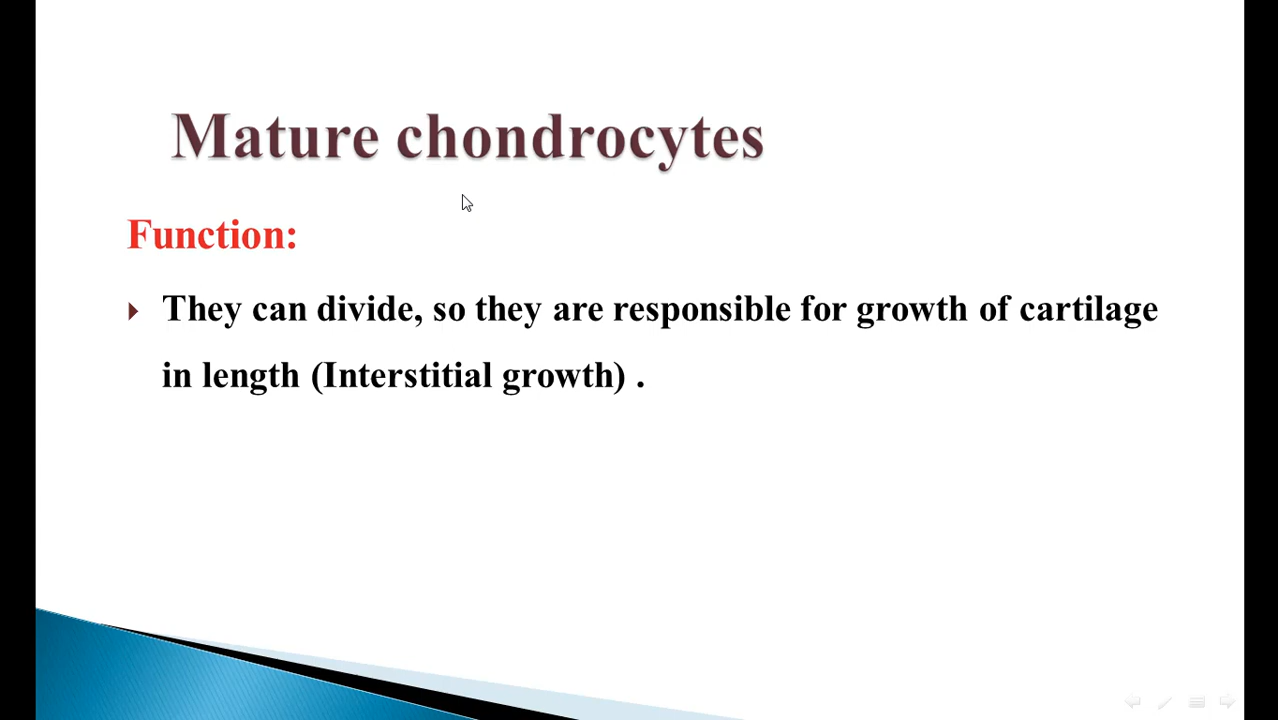 Mature chondrocytes
Function:
They can divide, so they are responsible for growth of cartilage
in length (Interstitial growth) .